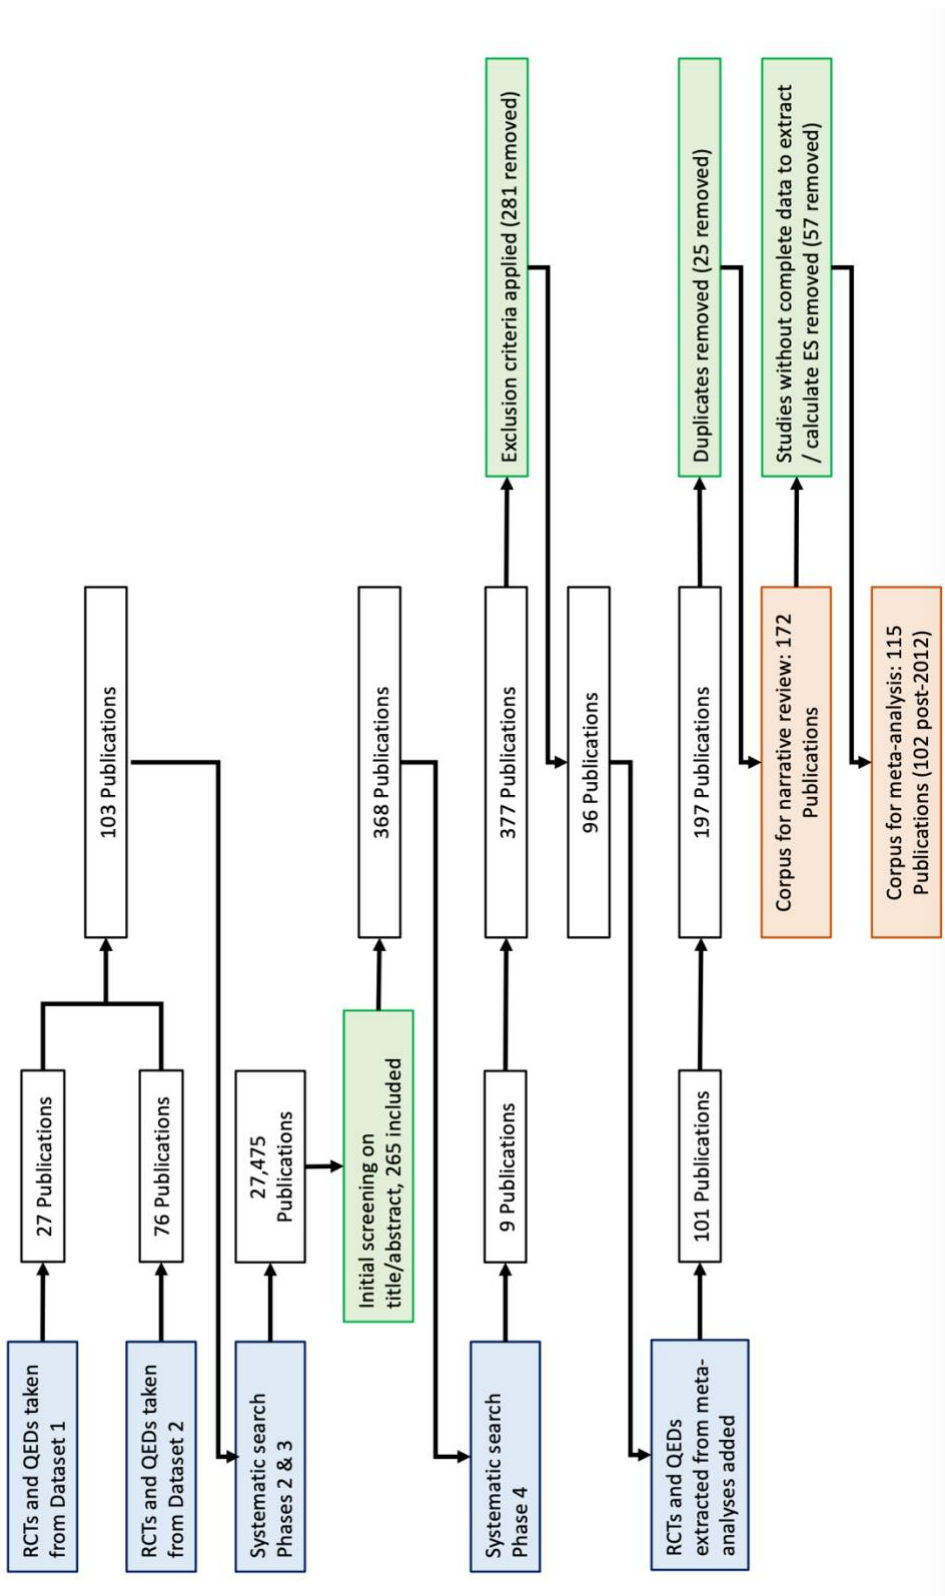 RCTs and QEDs taken
from Dataset 1
27 Publications
RCTs and QEDs taken
from Dataset 2
76 Publications
103 Publications
Systematic search
Phases 2 & 3
27,475
Publications
Initial screening on
title/abstract, 265 included
368 Publications
Systematic search
Phase 4
9 Publications
377 Publications
Exclusion criteria applied (281 removed)
96 Publications
RCTs and QEDs
extracted from meta-
analyses added
101 Publications
197 Publications
Duplicates removed (25 removed)
Corpus for narrative review: 172
Publications
Studies without complete data to extract
/ calculate ES removed (57 removed)
Corpus for meta-analysis: 115
Publications (102 post-2012)